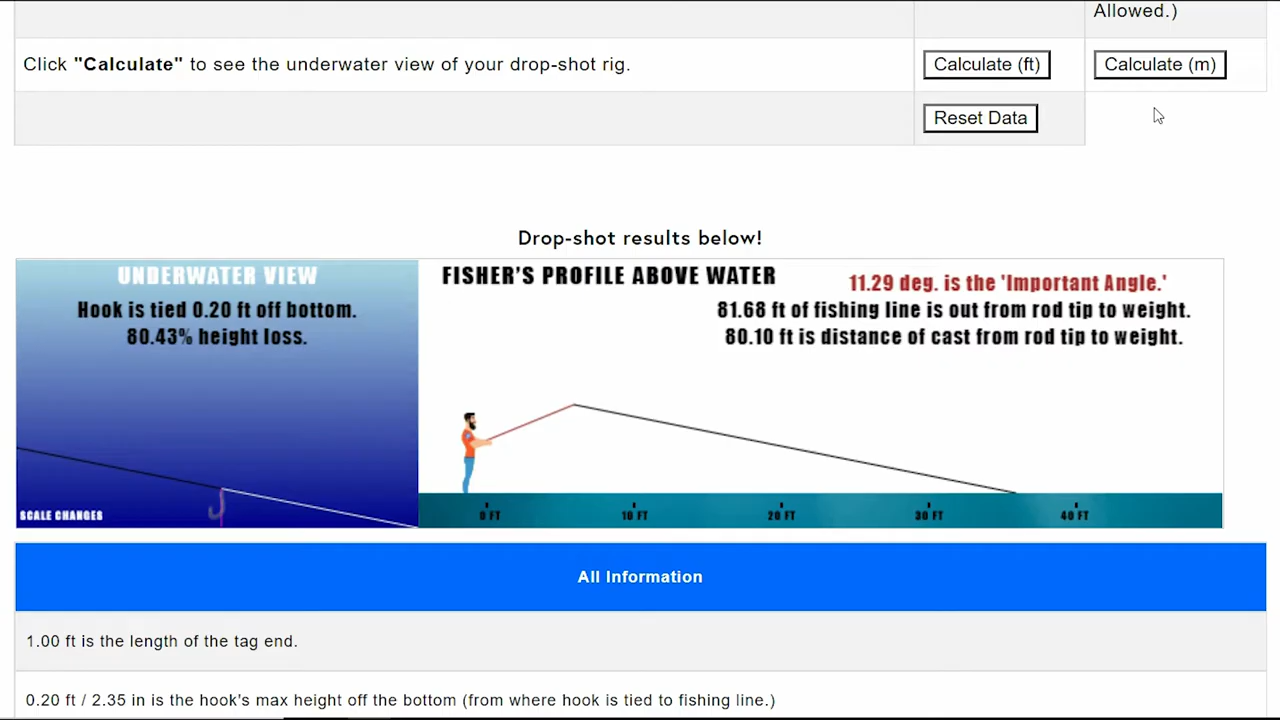 Allowed.)
Click "Calculate" to see the underwater view of your drop-shot rig.
Calculate (ft)
Calculate (m)
Reset Data
Drop-shot results below!
UNDERWATER VIEW
Hook is tied 0.20 ft off bottom.
80.43% height loss.
SCALE CHANGES
FISHER'S PROFILE ABOVE WATER
11.29 deg. is the 'Important Angle.'
81.68 ft of fishing line is out from rod tip to weight.
80.10 ft is distance of cast from rod tip to weight.
0 FT
10 FT
20 FT
30 FT
40 FT
All Information
1.00 ft is the length of the tag end.
0.20 ft / 2.35 in is the hook's max height off the bottom (from where hook is tied to fishing line.)